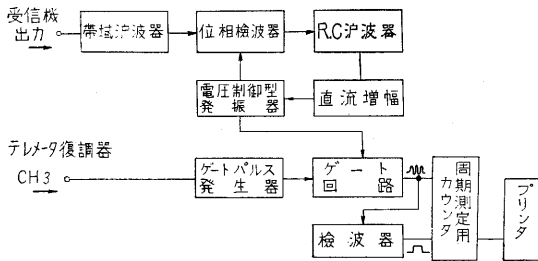 受信機
出力
帯域沪波器
位相検波器
R.C沪波器
電圧制御型
発振器
直流増幅
テレメータ復調器
CH3
ゲートパルス
発生器
ゲート
回路
検波器
周期測定用
カウンタ
プリンタ